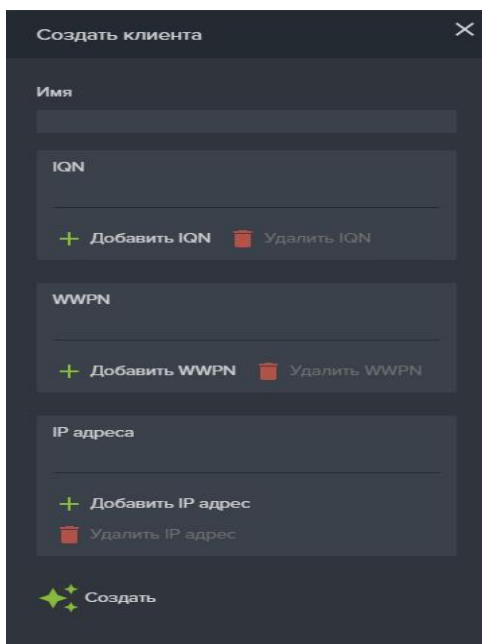 Создать клиента
Имя
IQN
Добавить IQN Удалить IQN
WWPN
Добавить WWPN Удалить WWPN
IP адреса
Добавить IP адрес
Удалить IP адрес
Создать